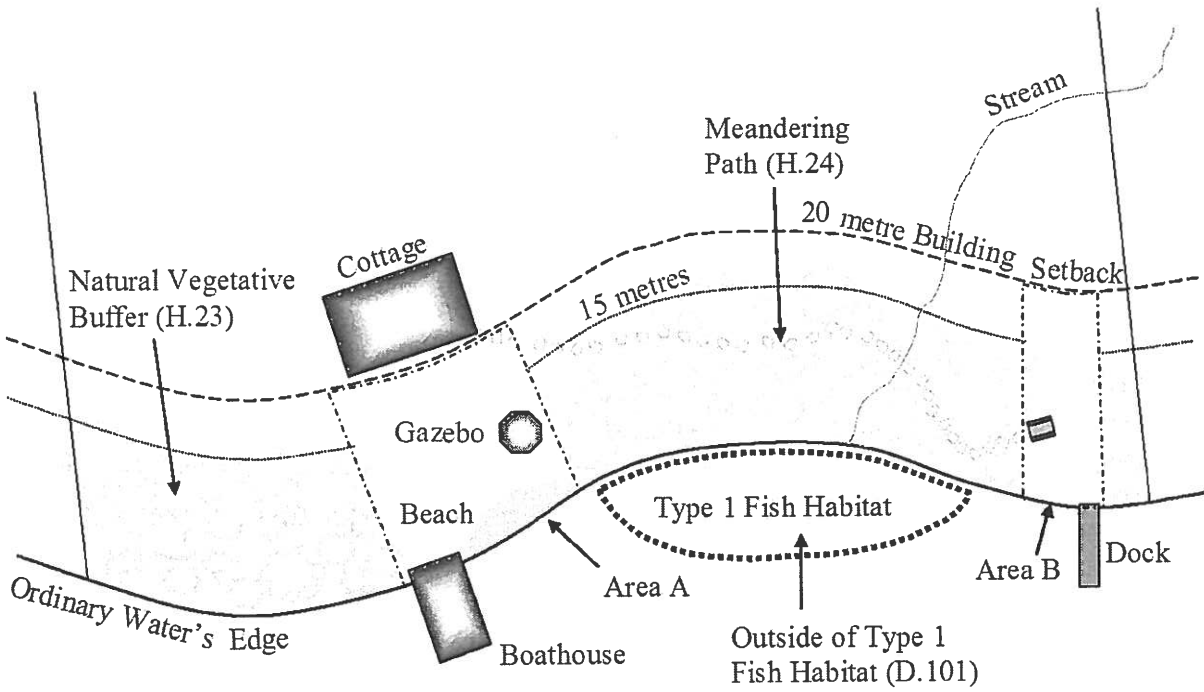 Stream
Meandering
Path (H.24)
20 metre Building Setback
Cottage
Natural Vegetative
Buffer (H.23)
15 metres
Gazebo
Beach
Type 1 Fish Habitat
Area A
Area B
Dock
Ordinary Water's Edge
Boathouse
Outside of Type 1
Fish Habitat (D.101)